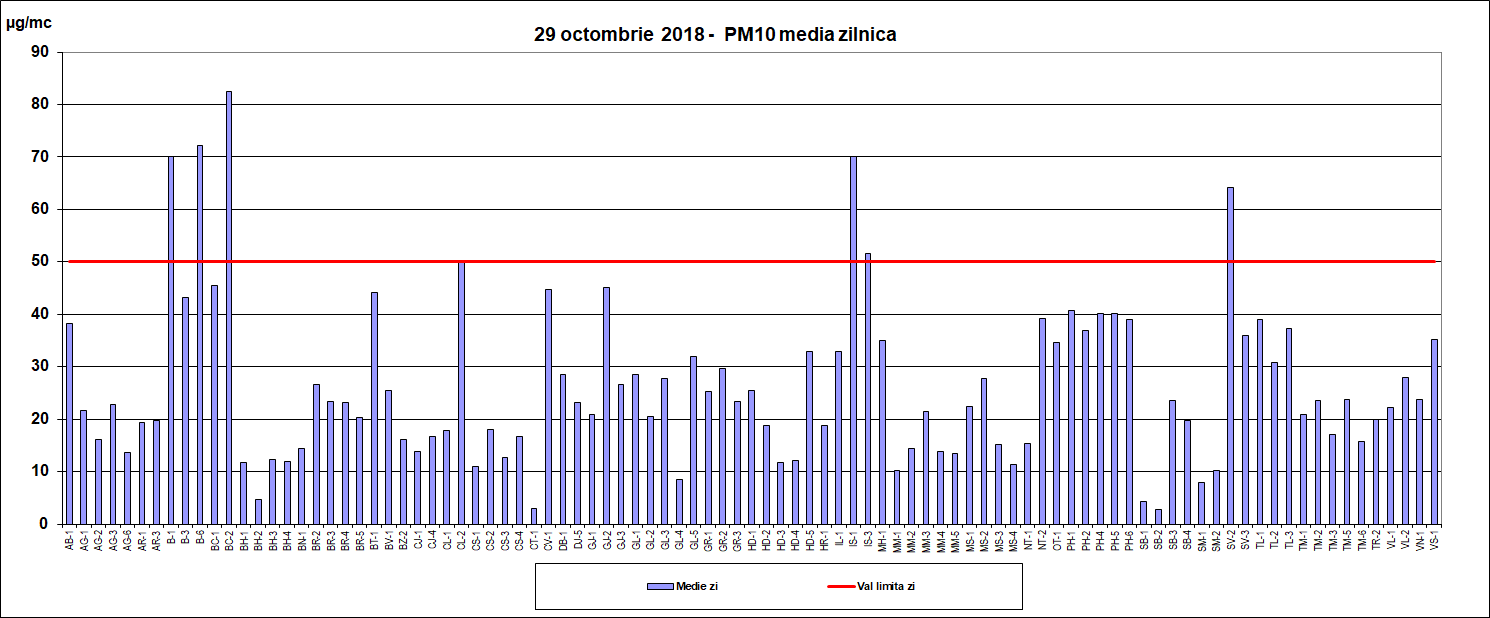 µg/mc
29 octombrie 2018 - PM10 media zilnica
90
80
70
60
50
40
30
20
10
0
AB-1 AG-1 AG-2 AG-3 AG-6 AR-1 AR-3 B-1 B-3 B-6 BC-1 BC-2 BH-1 BH-2 BH-3 BH-4 BN-1 BR-2 BR-3 BR-4 BR-5 BT-1 BV-1 BZ-2 CJ-1 CJ-4 CL-1 CL-2 CS-1 CS-2 CS-3 CS-4 CT-1 CV-1 DB-1 DJ-5 GJ-1 GJ-2 GJ-3 GL-1 GL-2 GL-3 GL-4 GL-5 GR-1 GR-2 GR-3 HD-1 HD-2 HD-3 HD-4 HD-5 HR-1 IL-1 IS-1 IS-3 MH-1 MM-1 MM-2 MM-3 MM-4 MM-5 MS-1 MS-2 MS-3 MS-4 NT-1 NT-2 OT-1 PH-1 PH-2 PH-4 PH-5 PH-6 SB-1 SB-2 SB-3 SB-4 SM-1 SM-2 SV-2 SV-3 TL-1 TL-2 TL-3 TM-1 TM-2 TM-3 TM-5 TM-6 TR-2 VL-1 VL-2 VN-1 VS-1
Medie zi Val limita zi